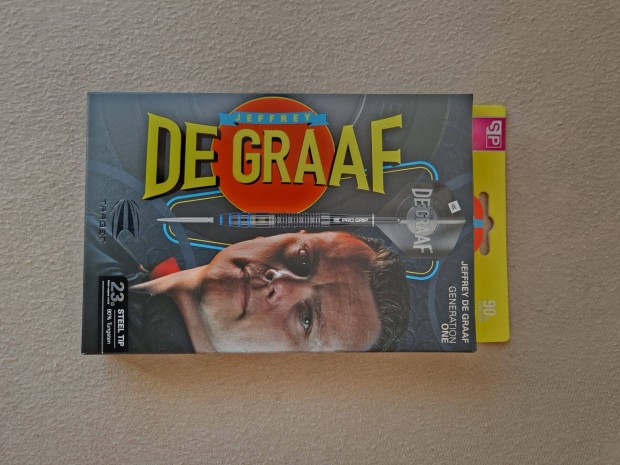 JEFFREY
DE GRAAF
TARGET
PRO GRIP
DE
GRAAF
JEFFREY DE GRAAF
GENERATION
ONE
23g
STEEL TIP
90% Tungsten
SP
90